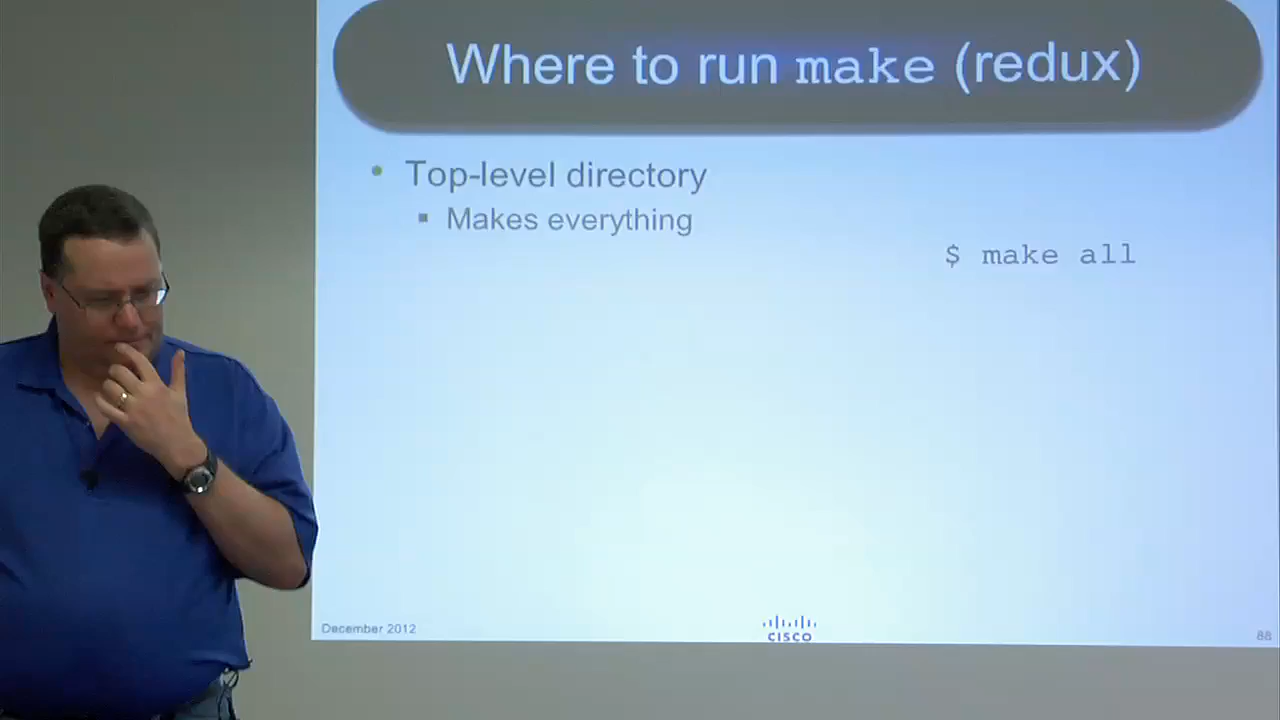 Where to run make (redux)
• Top-level directory
▪ Makes everything
$ make all
December 2012
CISCO
88